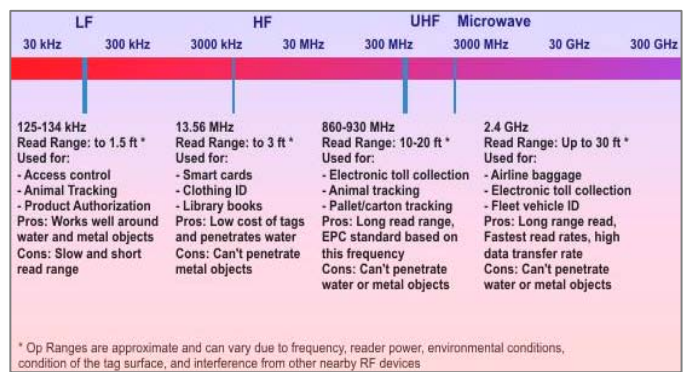 LF HF UHF Microwave
30 kHz 300 kHz 3000 kHz 30 MHz 300 MHz 3000 MHz 30 GHz 300 GHz
125-134 kHz
Read Range: to 1.5 ft *
Used for:
- Access control
- Animal Tracking
- Product Authorization
Pros: Works well around
water and metal objects
Cons: Slow and short
read range
13.56 MHz
Read Range: to 3 ft *
Used for:
- Smart cards
- Clothing ID
- Library books
Pros: Low cost of tags
and penetrates water
Cons: Can't penetrate
metal objects
860-930 MHz
Read Range: 10-20 ft *
Used for:
- Electronic toll collection
- Animal tracking
- Pallet/carton tracking
Pros: Long read range,
EPC standard based on
this frequency
Cons: Can't penetrate
water or metal objects
2.4 GHz
Read Range: Up to 30 ft *
Used for:
- Airline baggage
- Electronic toll collection
- Fleet vehicle ID
Pros: Long range read,
Fastest read rates, high
data transfer rate
Cons: Can't penetrate
water or metal objects
* Op Ranges are approximate and can vary due to frequency, reader power, environmental conditions,
condition of the tag surface, and interference from other nearby RF devices